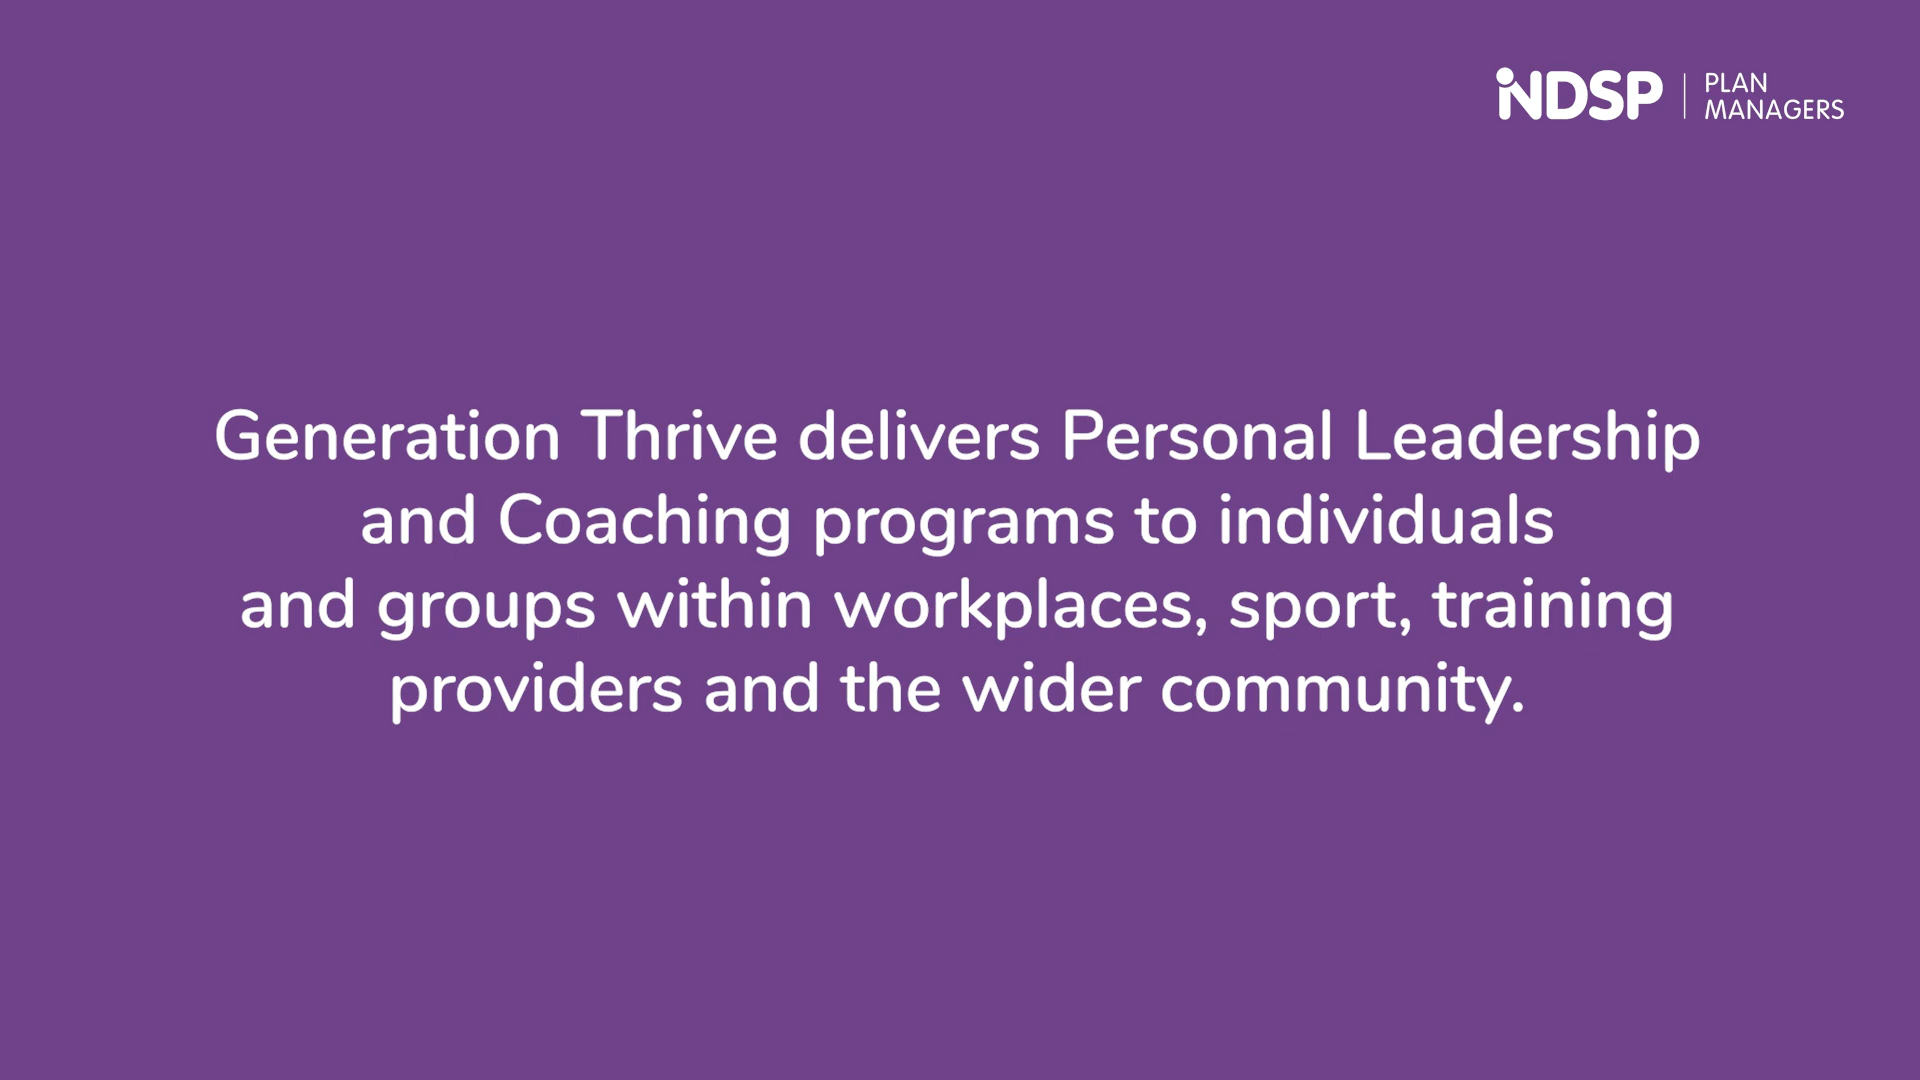 NDSP
PLAN
MANAGERS
Generation Thrive delivers Personal Leadership
and Coaching programs to individuals
and groups within workplaces, sport, training
providers and the wider community.